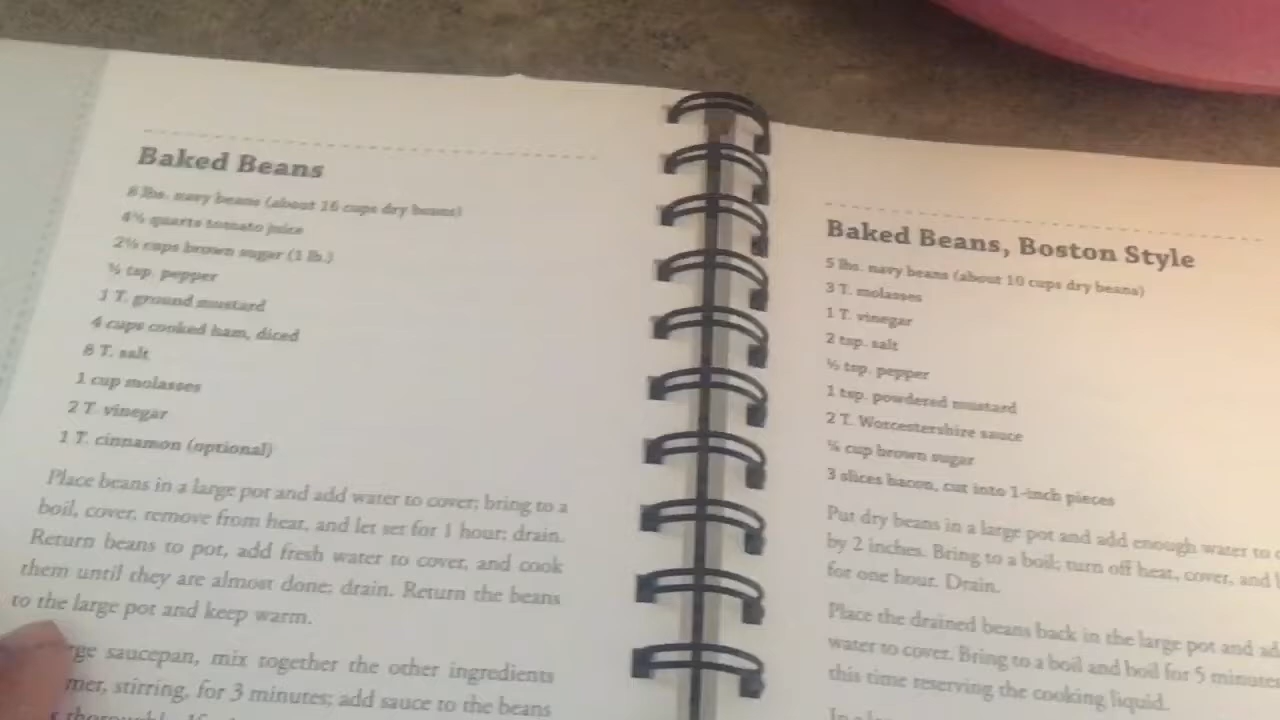 Baked Beans
8 lbs. navy beans (about 16 cups dry beans)
quarts tomato juice
cups brown sugar (1 lb.)
tsp. pepper
1 T. ground mustard
4 cups cooked ham, diced
8 T. salt
1 cup molasses
2 T. vinegar
1 T. cinnamon (optional)
Place beans in a large pot and add water to cover; bring to a
boil, cover, remove from heat, and let set for 1 hour; drain.
Return beans to pot, add fresh water to cover, and cook
them until they are almost done; drain. Return the beans
to the large pot and keep warm.
saucepan, mix together the other ingredients
stirring, for 3 minutes; add sauce to the beans
Baked Beans, Boston Style
5 lbs. navy beans (about 10 cups dry beans)
3 T. molasses
1 T. vinegar
2 tsp. salt
tsp. pepper
1 tsp. powdered mustard
2 T. Worcestershire sauce
cup brown sugar
3 slices bacon, cut into 1-inch pieces
Put dry beans in a large pot and add enough water to
by 2 inches. Bring to a boil; turn off heat, cover, and
for one hour. Drain.
Place the drained beans back in the large pot and
water to cover. Bring to a boil and boil for 5 minutes
this time reserving the cooking liquid.